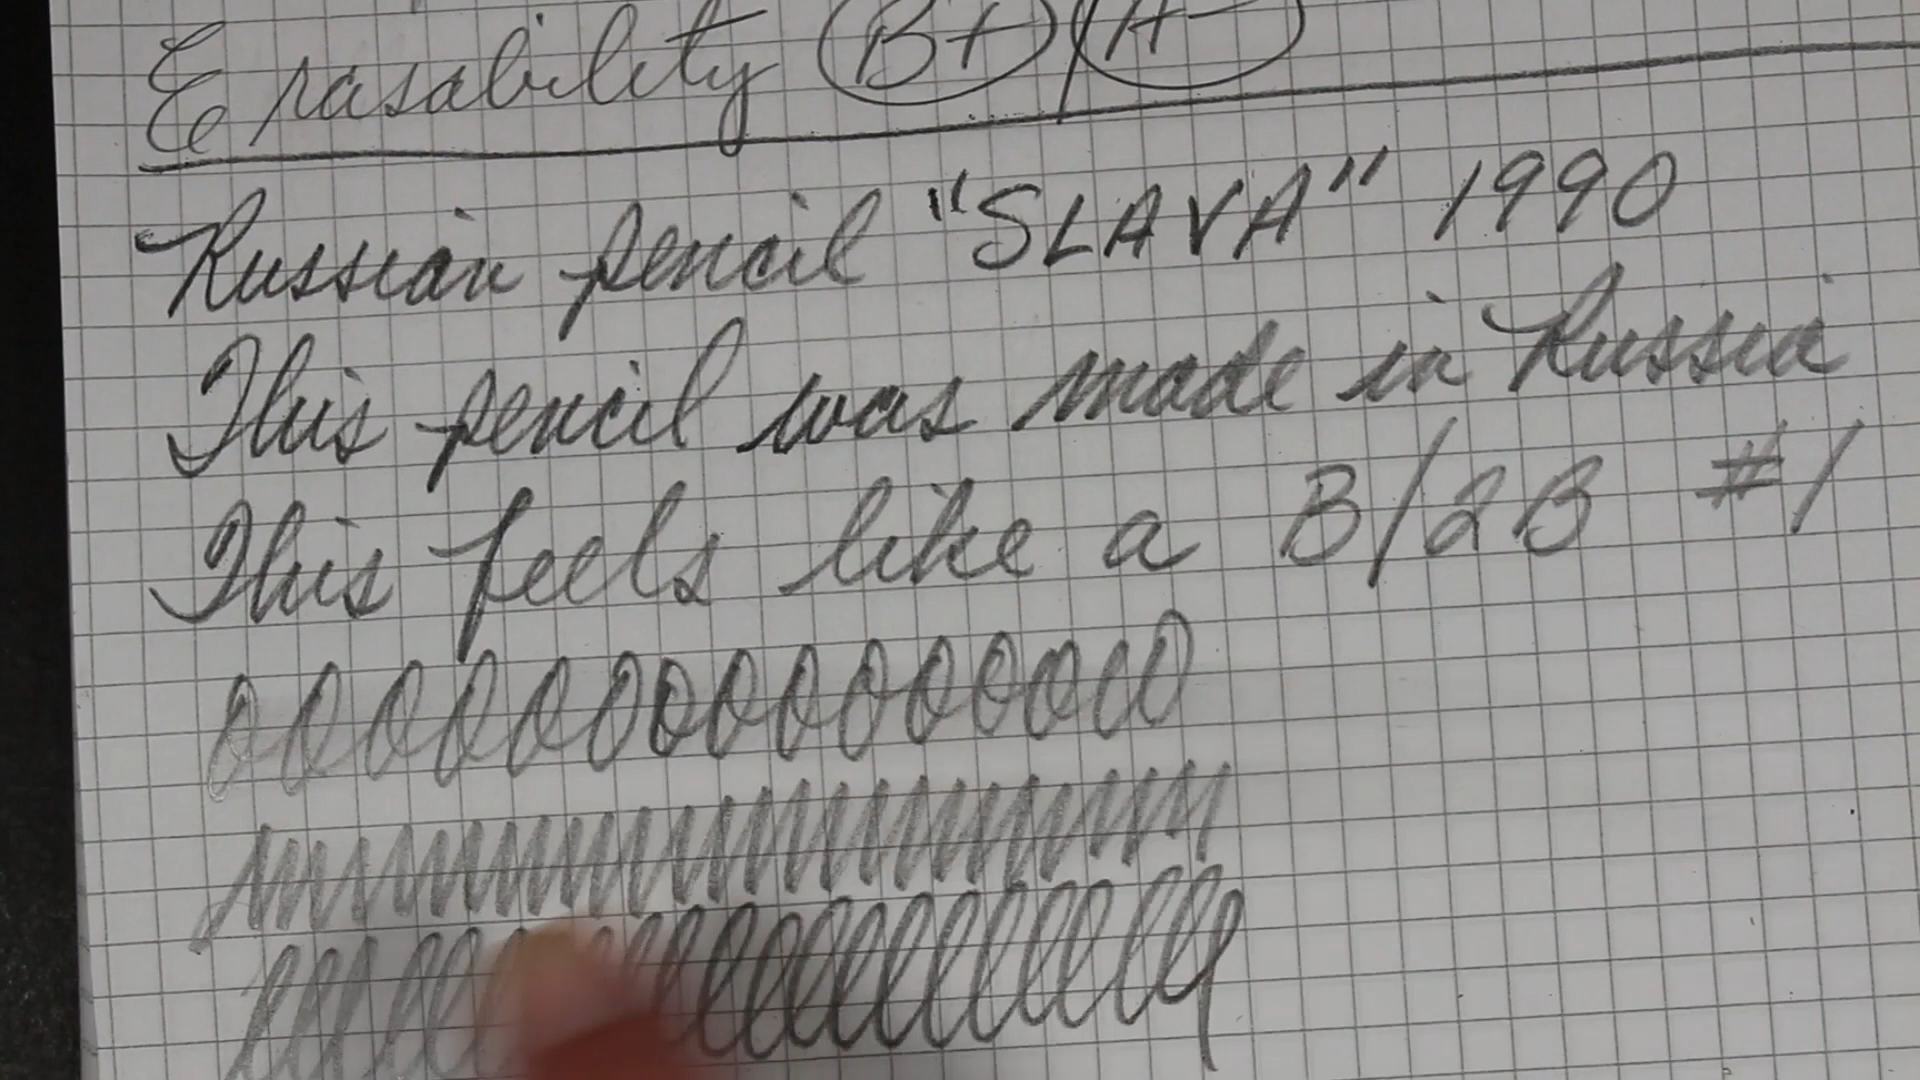 Erasability B+ / A-
Russian pencil "SLAVA" 1990
This pencil was made in Russia
This feels like a B/2B #1